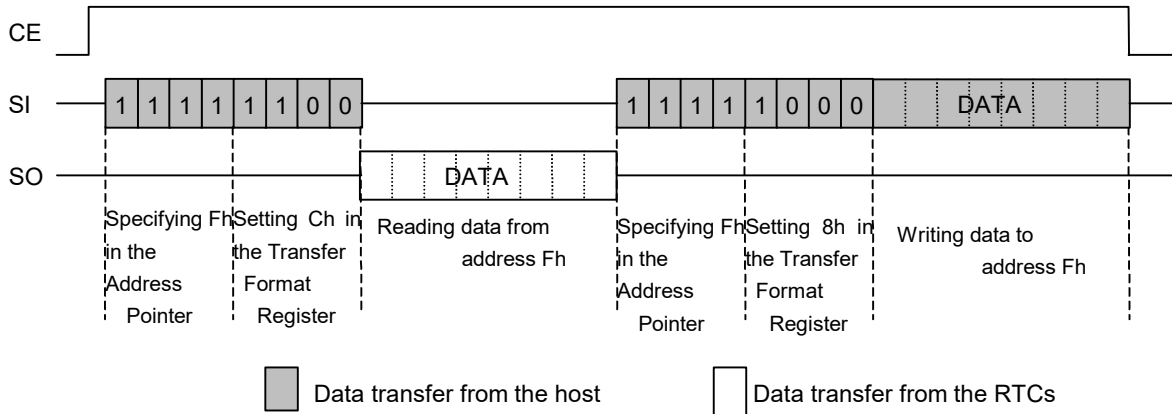 CE
SI 1 1 1 1 1 1 0 0 1 1 1 1 1 0 0 0 DATA
SO DATA
Specifying Fh
in the
Address
Pointer
Setting Ch in
the Transfer
Format
Register
Reading data from
address Fh
Specifying Fh
in the
Address
Pointer
Setting 8h in
the Transfer
Format
Register
Writing data to
address Fh
Data transfer from the host
Data transfer from the RTCs